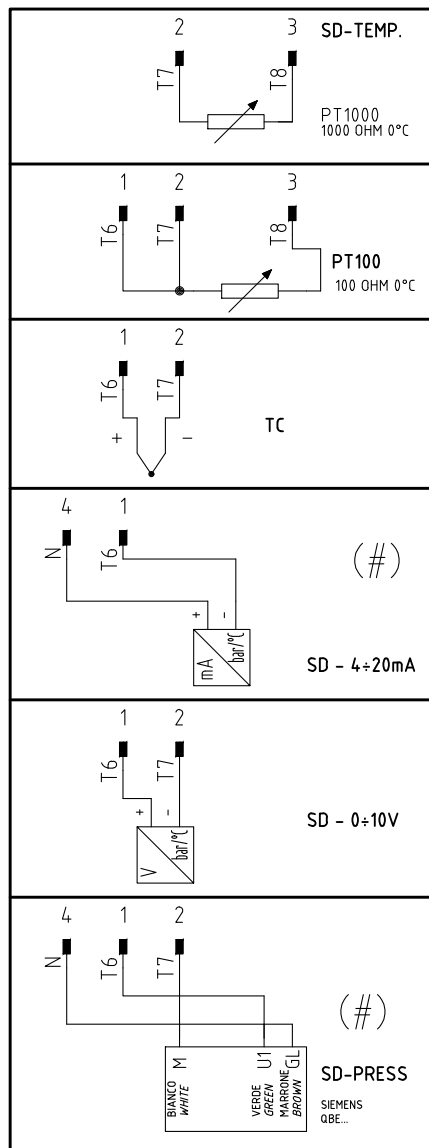 2 3 SD-TEMP.
T7 T8
PT1000
1000 OHM 0°C
1 2 3
T6 T7 T8
PT100
100 OHM 0°C
1 2
T6 T7
+ - TC
4 1
N T6 (#)
+ -
mA bar/°C
SD - 4÷20mA
1 2
T6 T7
+ -
V bar/°C
SD - 0÷10V
4 1 2
N T6 T7
(#)
M U1 GL
BIANCO VERDE MARRONE
WHITE GREEN BROWN
SD-PRESS
SIEMENS
QBE...